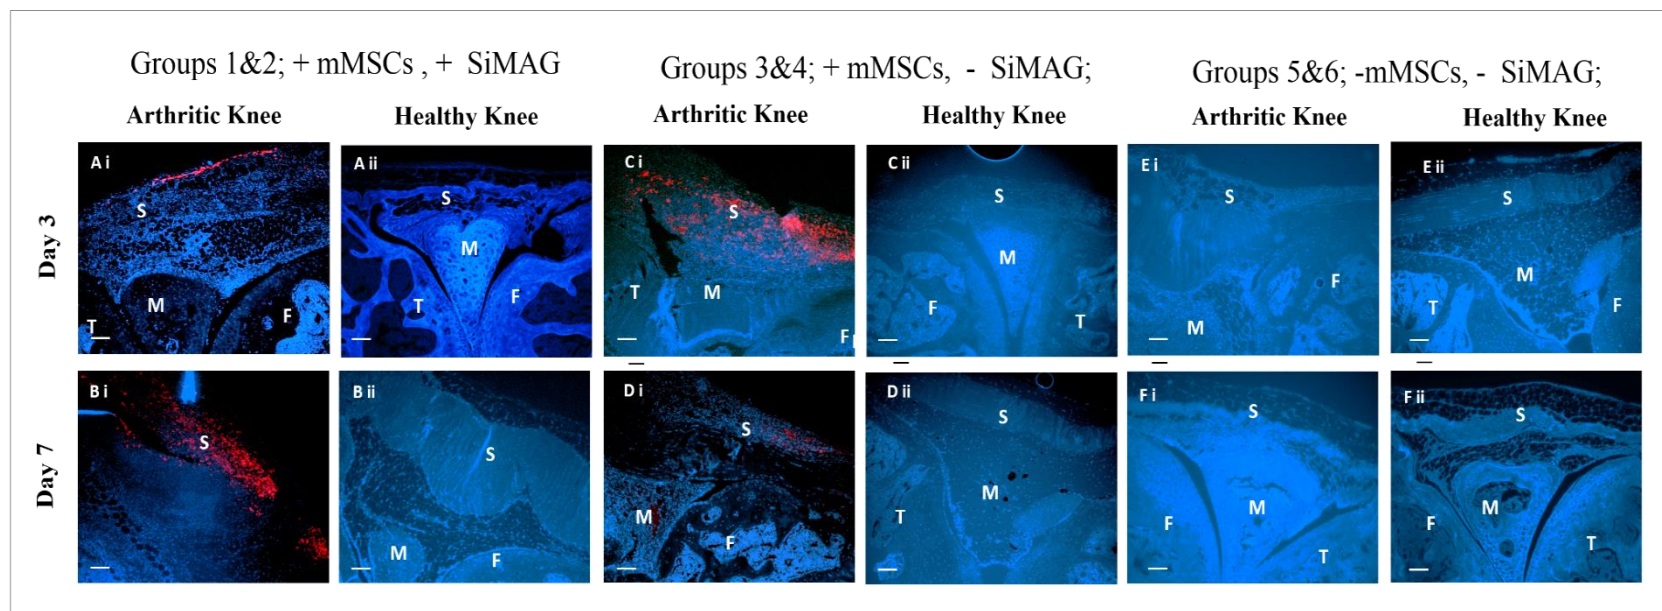 Groups 1&2; + mMSCs , + SiMAG
Groups 3&4; + mMSCs, - SiMAG;
Groups 5&6; -mMSCs, - SiMAG;
Arthritic Knee
Healthy Knee
Arthritic Knee
Healthy Knee
Arthritic Knee
Healthy Knee
Day 3
A i
S
M
T
F
A ii
S
M
T
F
C i
S
T
M
F
C ii
S
M
F
T
E i
S
F
M
E ii
S
M
T
F
Day 7
B i
S
B ii
S
M
F
D i
S
M
F
D ii
S
M
T
F i
S
M
F
T
F ii
S
M
F
T